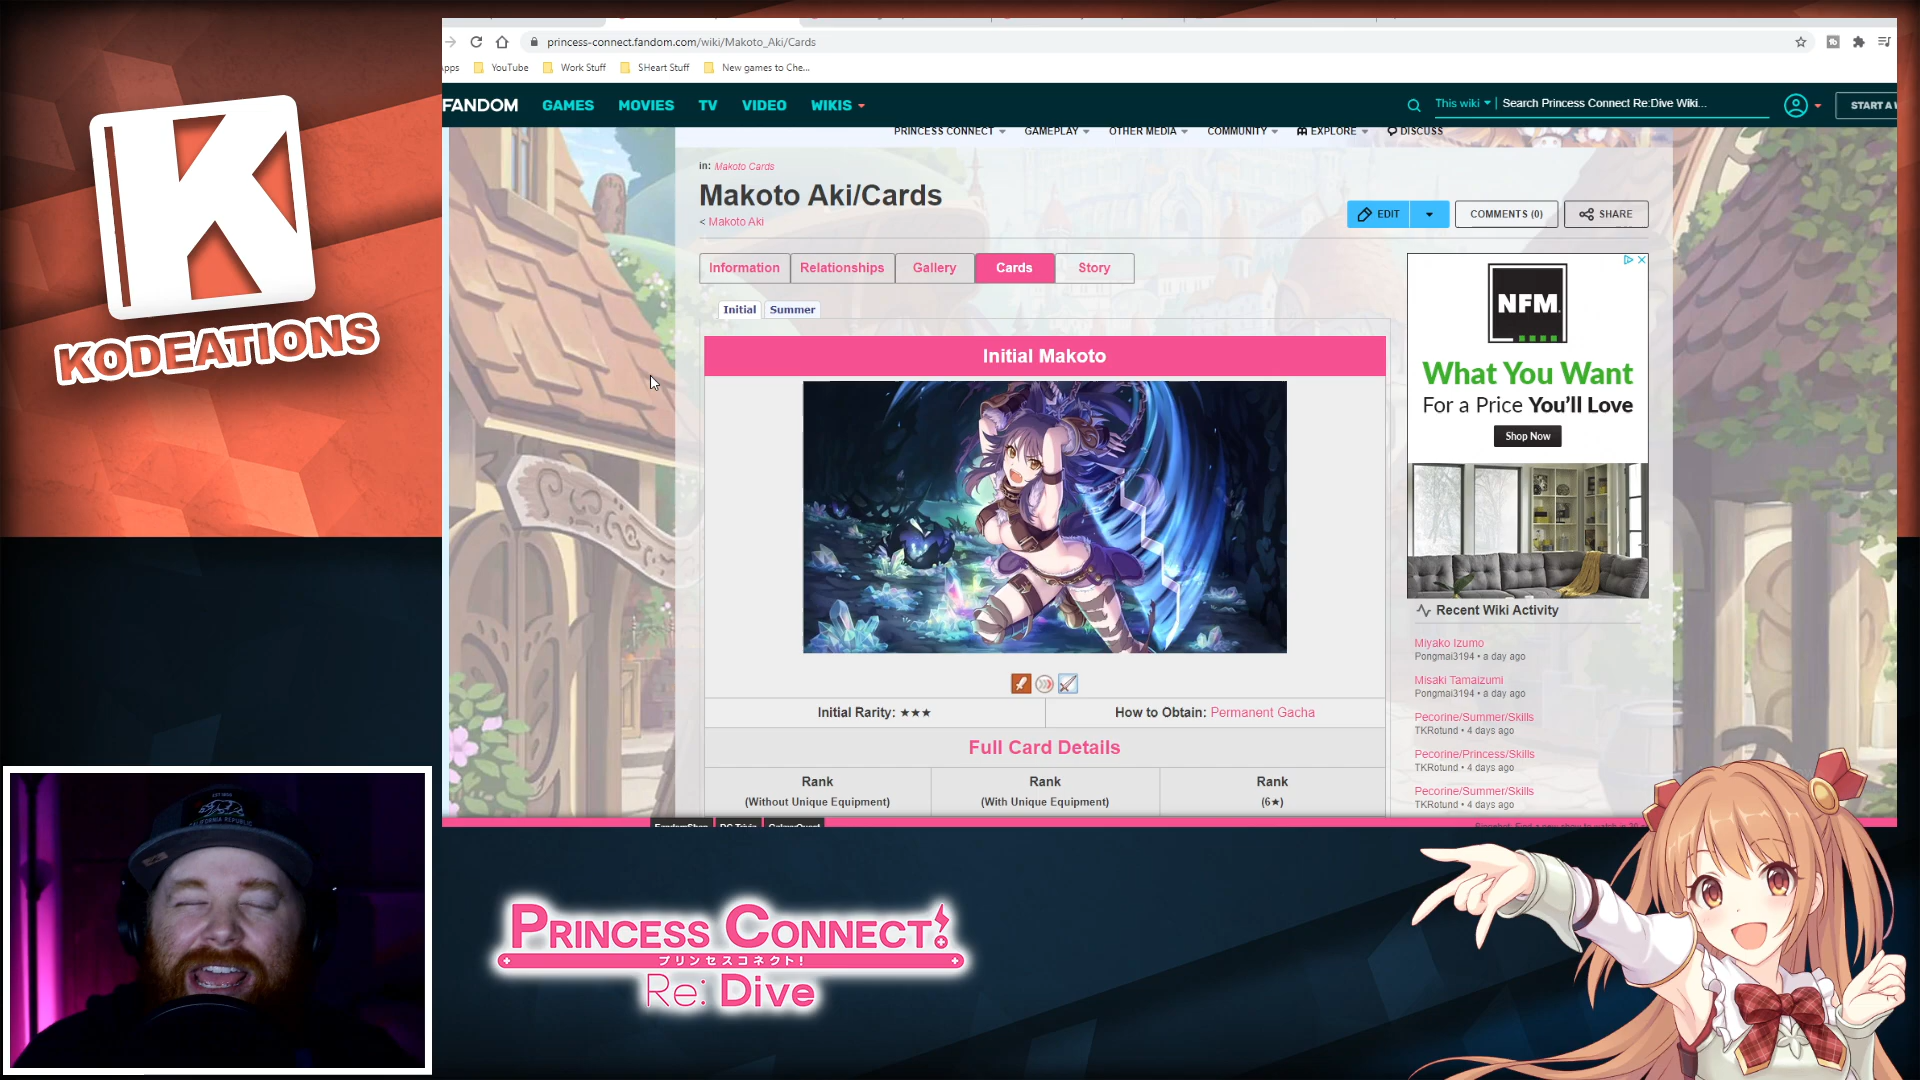 princess-connect.fandom.com/wiki/Makoto_Aki/Cards
YouTube
Work Stuff
SHeart Stuff
New games to Che...
FANDOM
GAMES
MOVIES
TV
VIDEO
WIKIS
This wiki
Search Princess Connect Re:Dive Wiki...
START A
PRINCESS CONNECT
GAMEPLAY
OTHER MEDIA
COMMUNITY
EXPLORE
DISCUSS
in: Makoto Cards
Makoto Aki/Cards
< Makoto Aki
EDIT
COMMENTS (0)
SHARE
Information
Relationships
Gallery
Cards
Story
Initial
Summer
Initial Makoto
Initial Rarity: ★★★
How to Obtain: Permanent Gacha
Full Card Details
Rank
(Without Unique Equipment)
Rank
(With Unique Equipment)
Rank
(6★)
NFM
What You Want
For a Price You'll Love
Shop Now
Recent Wiki Activity
Miyako Izumo
Pongmai3194 • a day ago
Misaki Tamaizumi
Pongmai3194 • a day ago
Pecorine/Summer/Skills
TKRotund • 4 days ago
Pecorine/Princess/Skills
TKRotund • 4 days ago
Pecorine/Summer/Skills
TKRotund • 4 days ago
K
KODEATIONS
CALIFORNIA REPUBLIC
PRINCESS CONNECT!
プリンセスコネクト!
Re: Dive